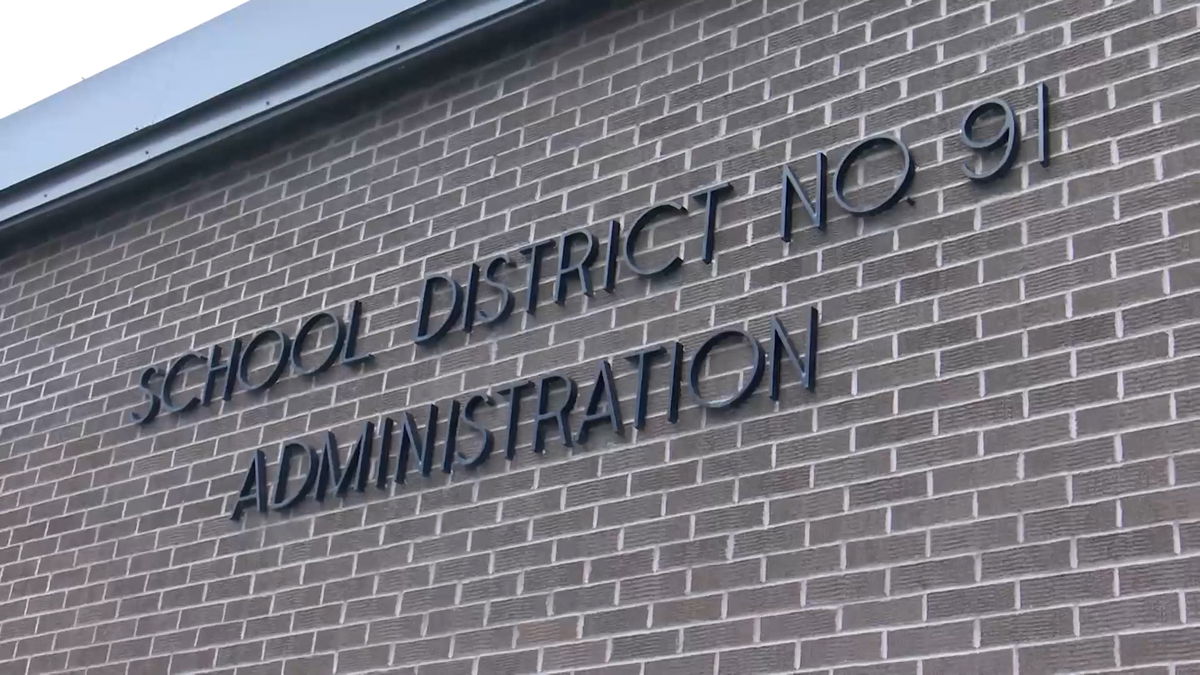 SCHOOL DISTRICT NO. 91
ADMINISTRATION